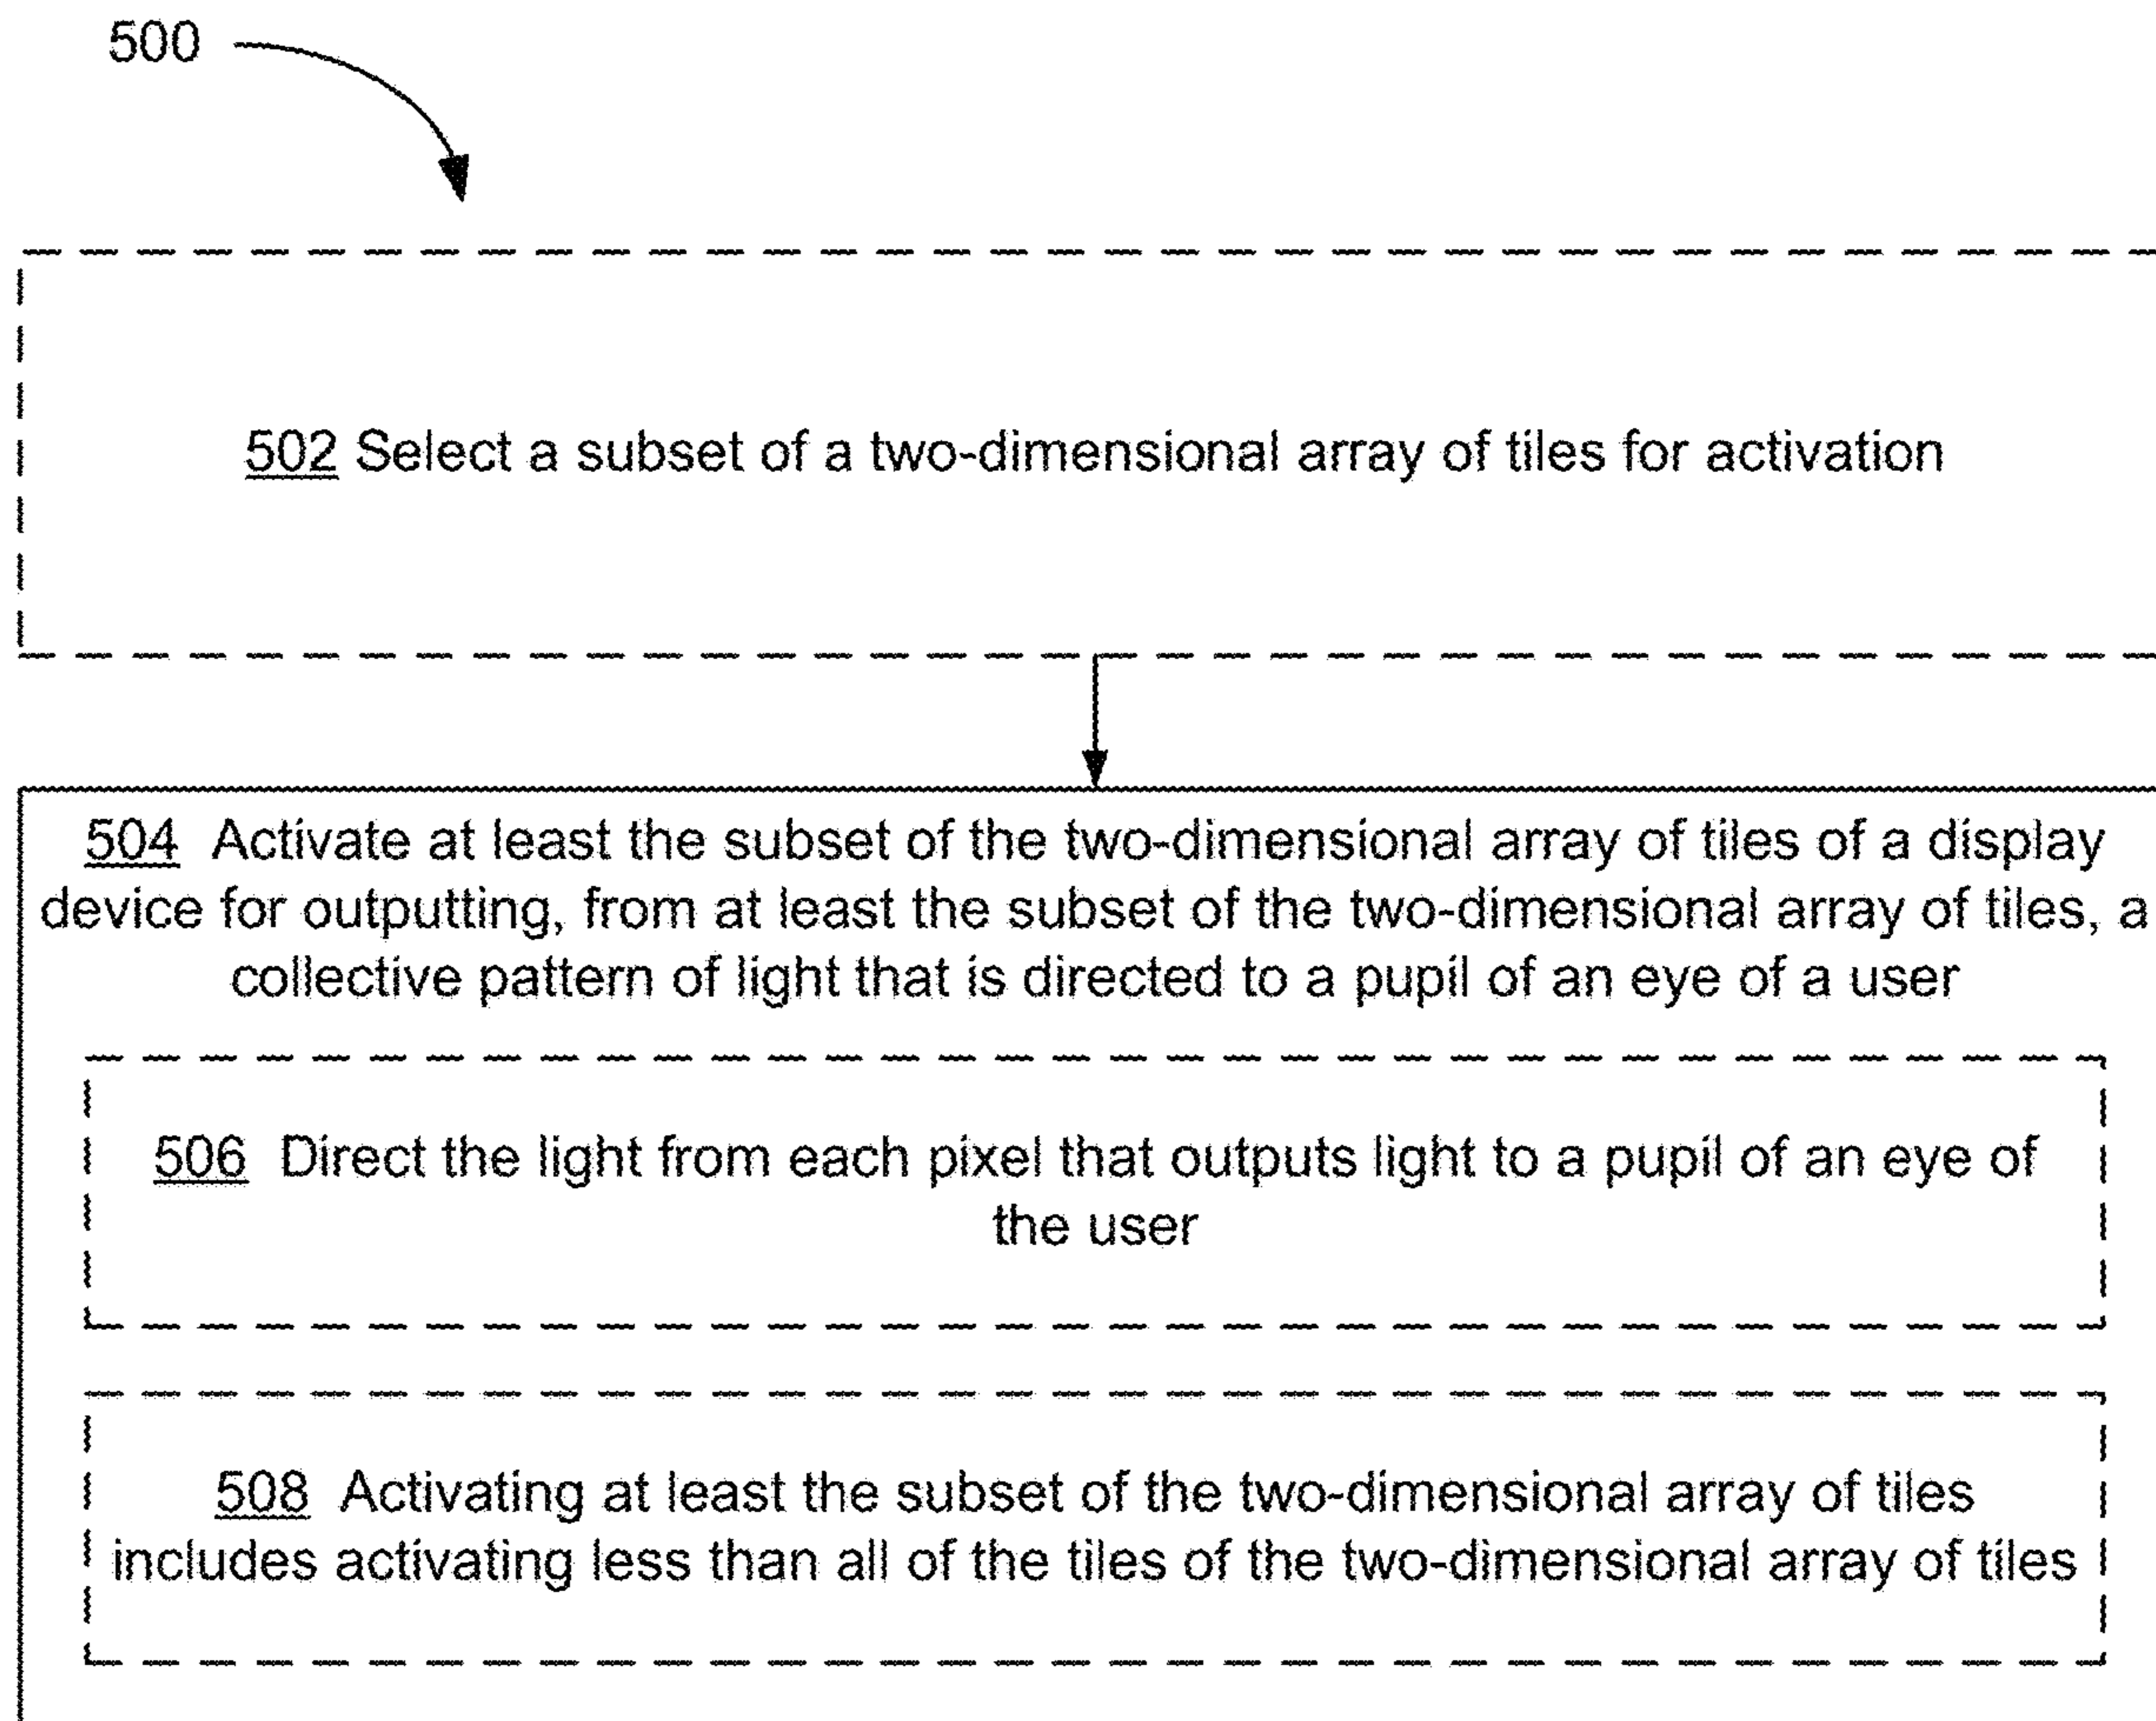 500
502 Select a subset of a two-dimensional array of tiles for activation
504 Activate at least the subset of the two-dimensional array of tiles of a display
device for outputting, from at least the subset of the two-dimensional array of tiles, a
collective pattern of light that is directed to a pupil of an eye of a user
506 Direct the light from each pixel that outputs light to a pupil of an eye of
the user
508 Activating at least the subset of the two-dimensional array of tiles
includes activating less than all of the tiles of the two-dimensional array of tiles